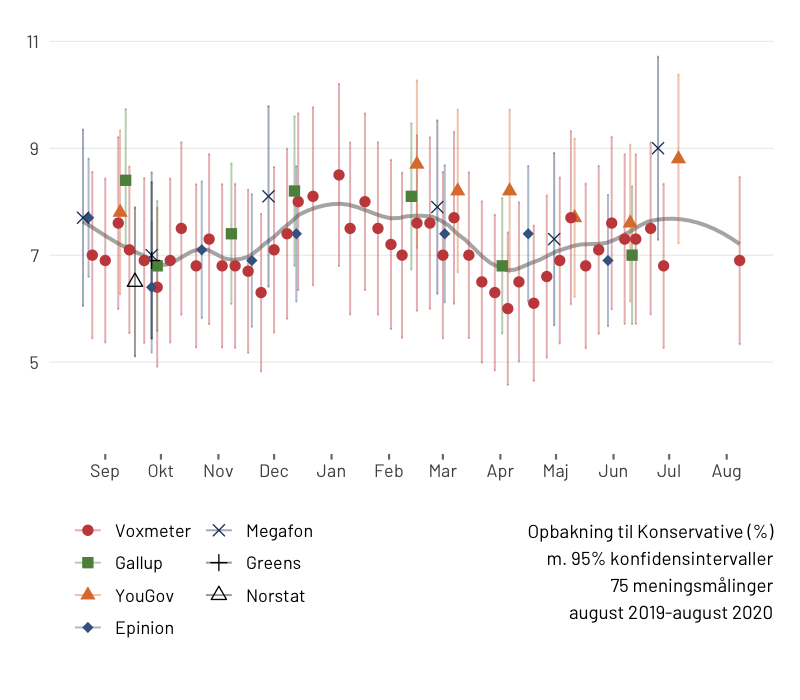 11
9
7
5
Sep Okt Nov Dec Jan Feb Mar Apr Maj Jun Jul Aug
Voxmeter Megafon
Gallup Greens
YouGov Norstat
Epinion
Opbakning til Konservative (%)
m. 95% konfidensintervaller
75 meningsmålinger
august 2019-august 2020